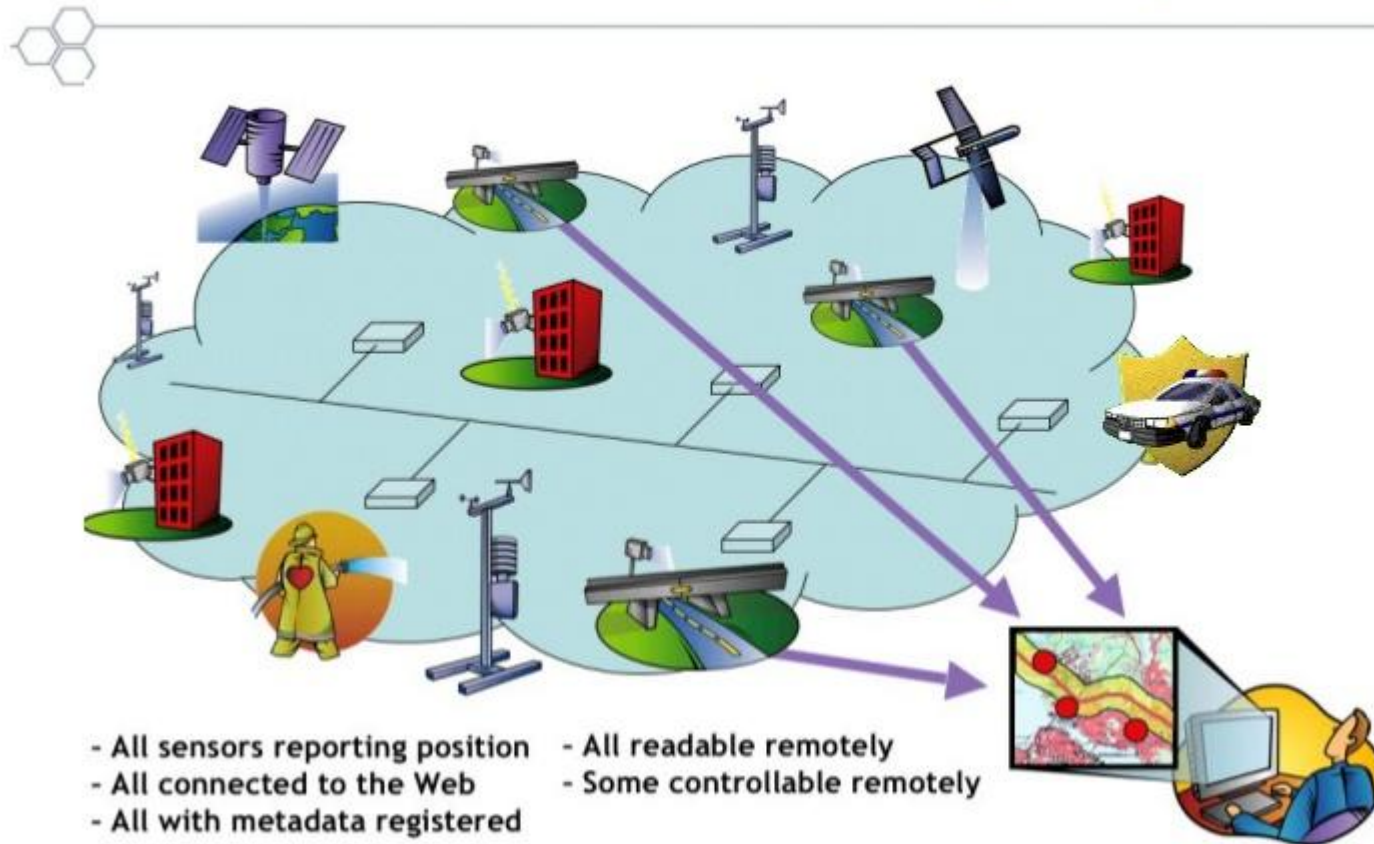 - All sensors reporting position
- All connected to the Web
- All with metadata registered
- All readable remotely
- Some controllable remotely